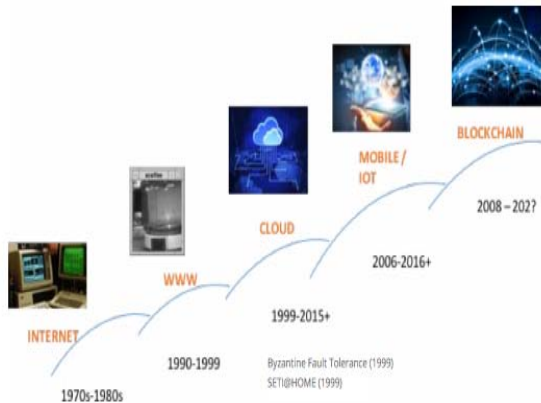 BLOCKCHAIN
MOBILE /
IOT
2008 – 202?
CLOUD
2006-2016+
WWW
1999-2015+
INTERNET
1990-1999
Byzantine Fault Tolerance (1999)
SETI@HOME (1999)
1970s-1980s